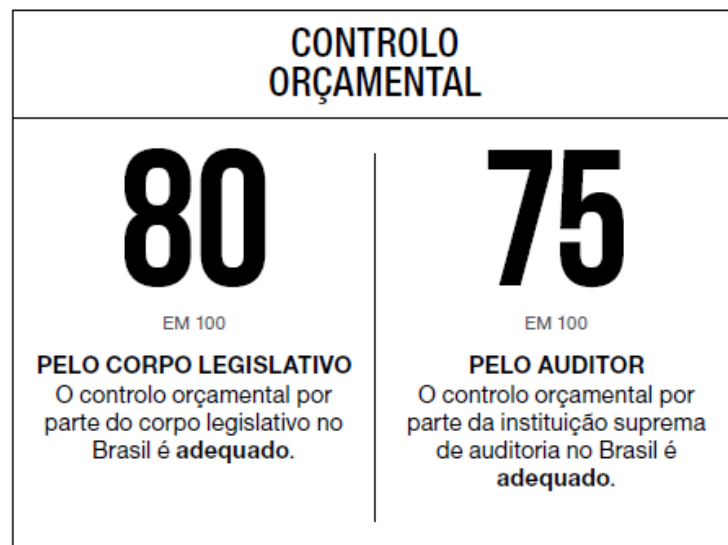 CONTROLO
ORÇAMENTAL
80
EM 100
PELO CORPO LEGISLATIVO
O controlo orçamental por
parte do corpo legislativo no
Brasil é adequado.
75
EM 100
PELO AUDITOR
O controlo orçamental por
parte da instituição suprema
de auditoria no Brasil é
adequado.